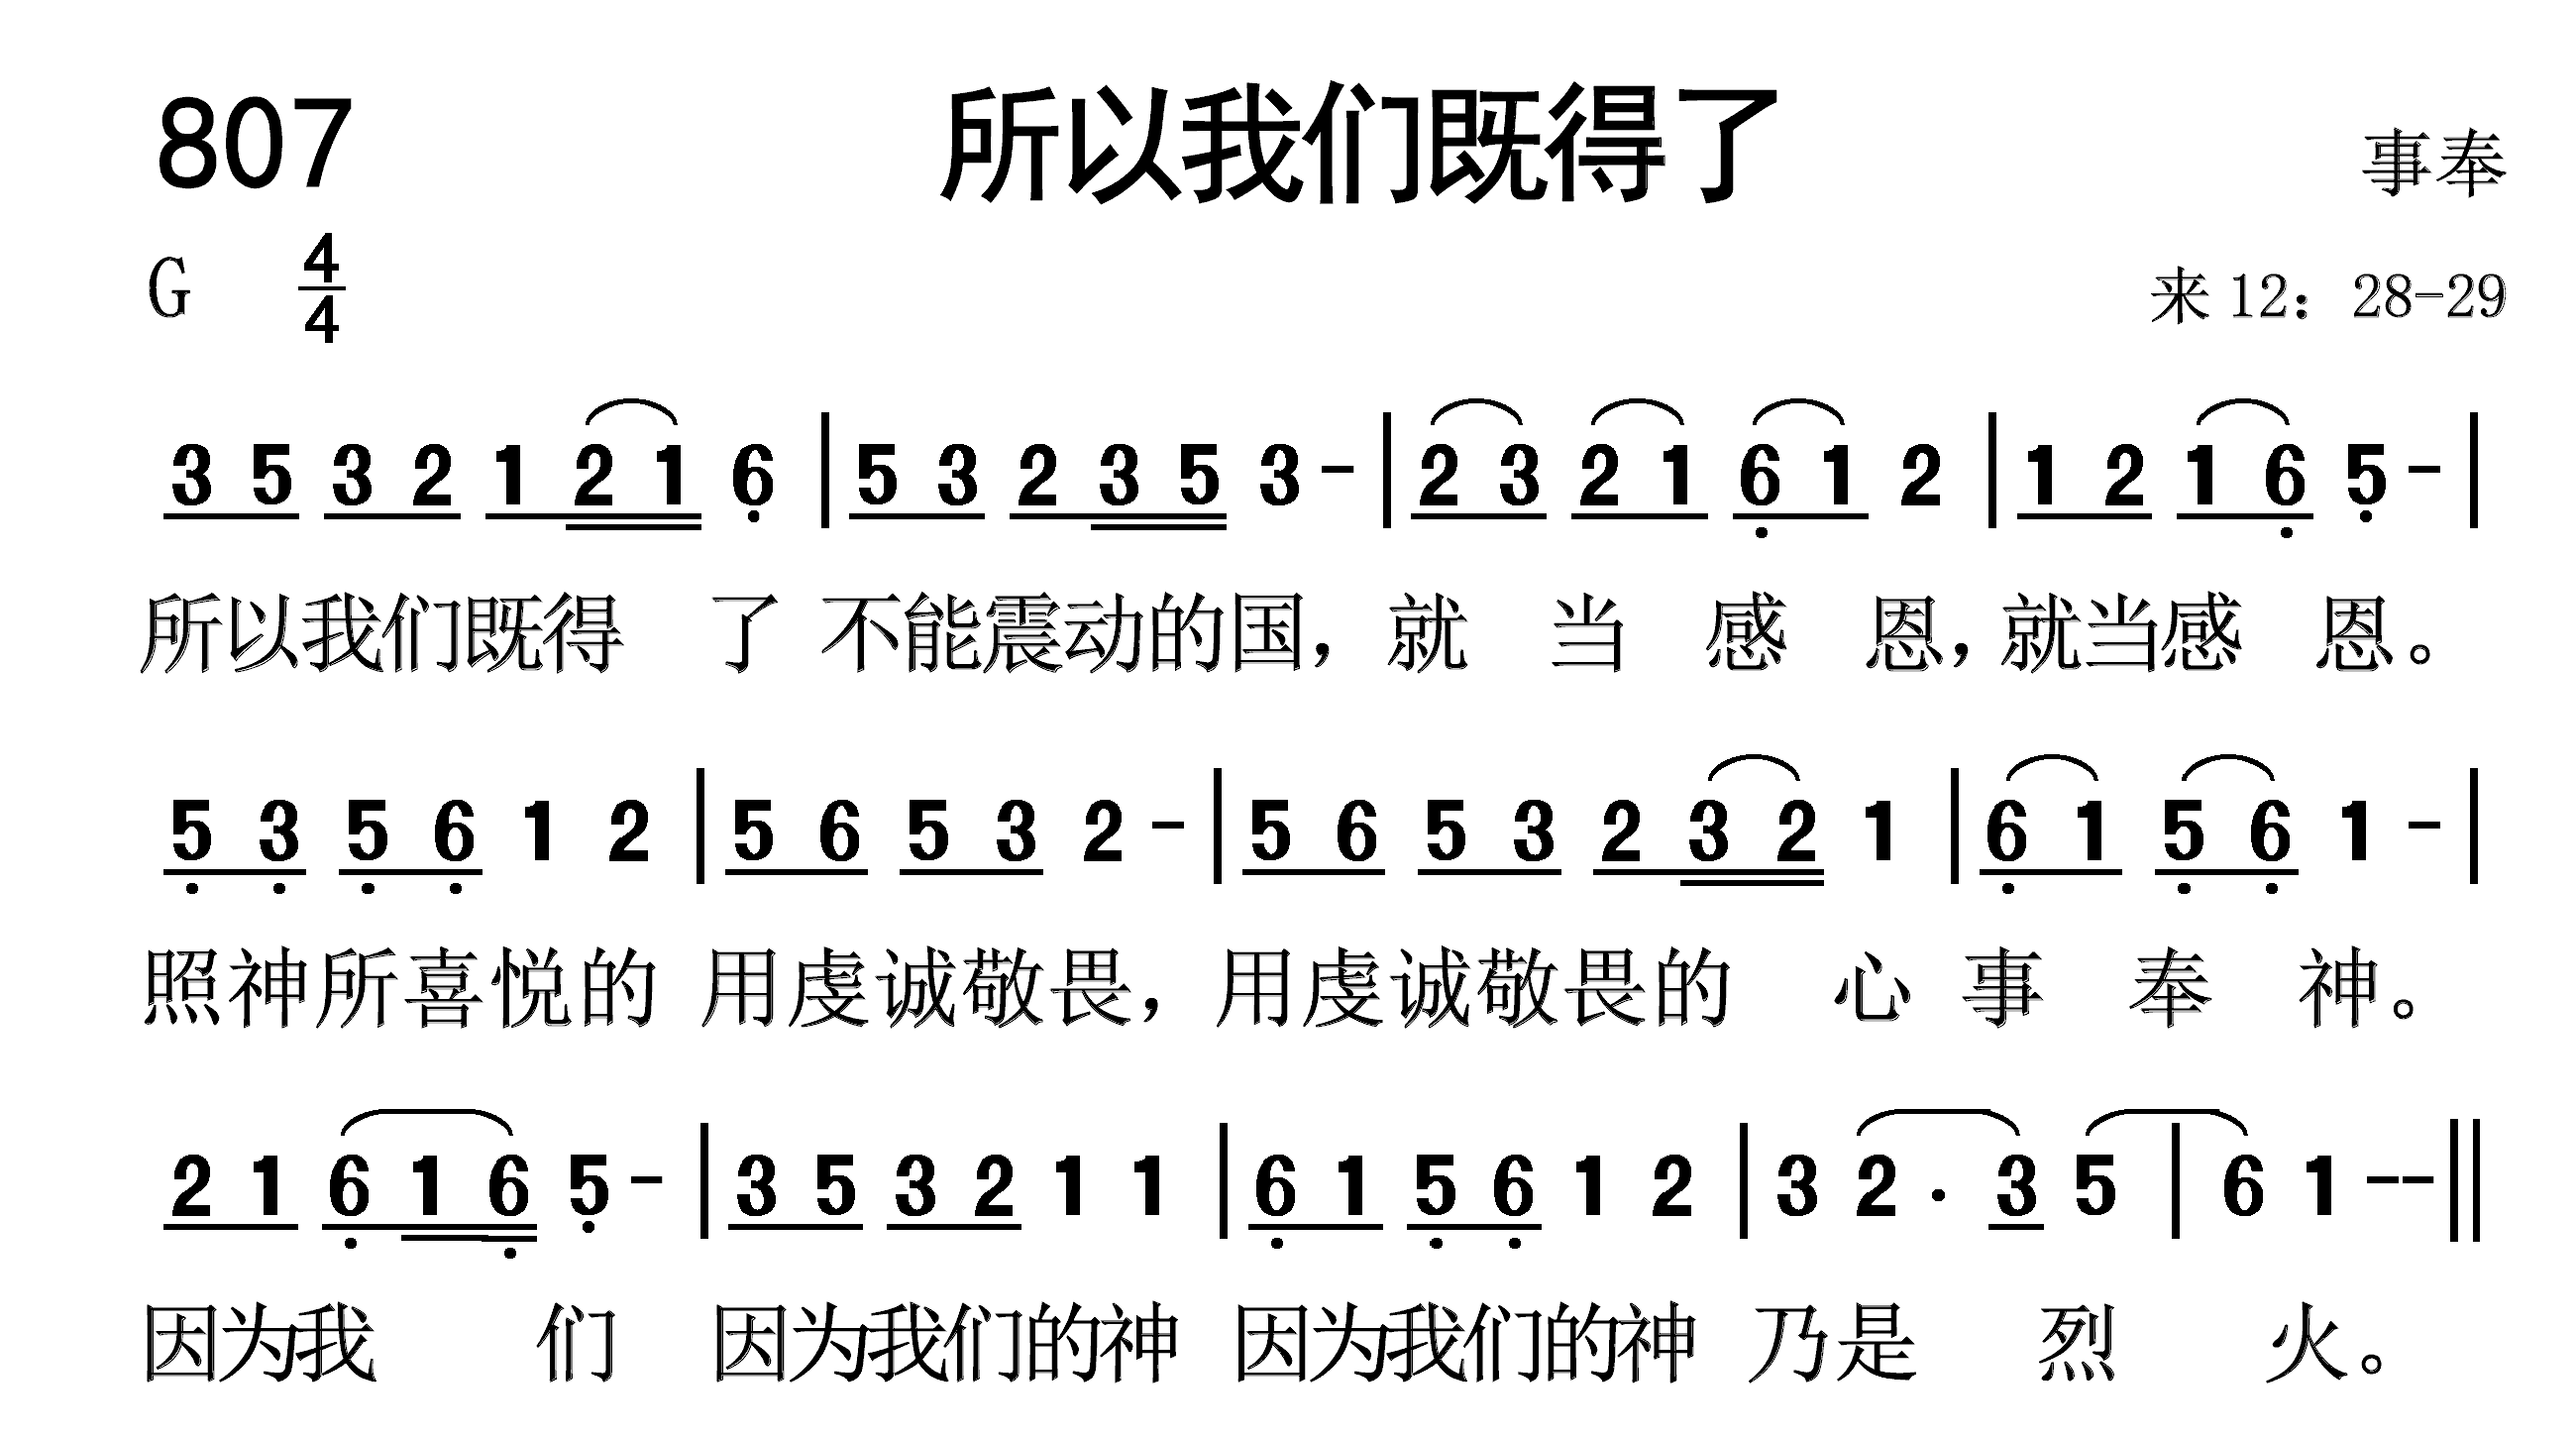 807 所以我们既得了 事奉
G 4/4 来12：28-29
3 5 3 2 1 2 1 6 | 5 3 2 3 5 3 - | 2 3 2 1 6 1 2 | 1 2 1 6 5 - |
所以我们既得 了 不能震动的国，就 当 感 恩，就当感 恩。
5 3 5 6 1 2 | 5 6 5 3 2 - | 5 6 5 3 2 3 2 1 | 6 1 5 6 1 - |
照神所喜悦的 用虔诚敬畏，用虔诚敬畏的 心 事 奉 神。
2 1 6 1 6 5 - | 3 5 3 2 1 1 | 6 1 5 6 1 2 | 3 2 · 3 5 | 6 1 - - ||
因为我 们 因为我们的神 因为我们的神 乃是 烈 火。